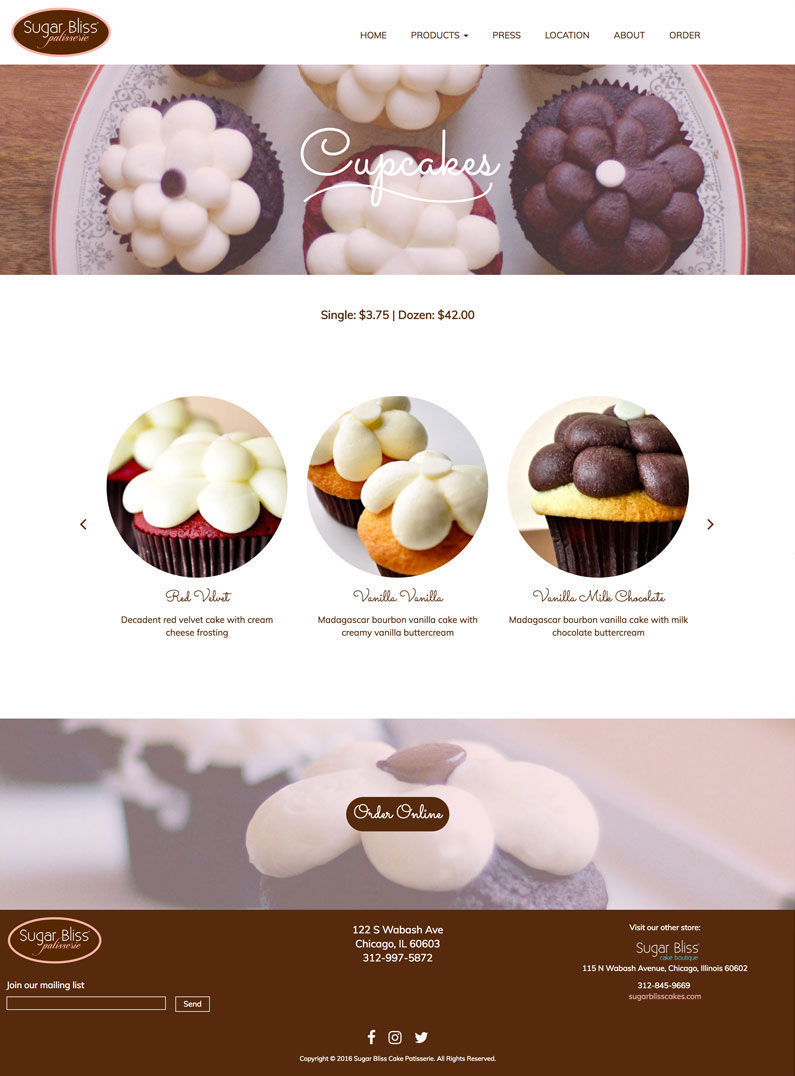 Sugar Bliss®
patisserie
HOME PRODUCTS PRESS LOCATION ABOUT ORDER
Cupcakes
Single: $3.75 | Dozen: $42.00
Red Velvet
Decadent red velvet cake with cream
cheese frosting
Vanilla Vanilla
Madagascar bourbon vanilla cake with
creamy vanilla buttercream
Vanilla Milk Chocolate
Madagascar bourbon vanilla cake with milk
chocolate buttercream
Order Online
Sugar Bliss®
patisserie
Join our mailing list
Send
122 S Wabash Ave
Chicago, IL 60603
312-997-5872
Visit our other store:
Sugar Bliss®
cake boutique
115 N Wabash Avenue, Chicago, Illinois 60602
312-845-9669
sugarblisscakes.com
Copyright © 2016 Sugar Bliss Cake Patisserie. All Rights Reserved.